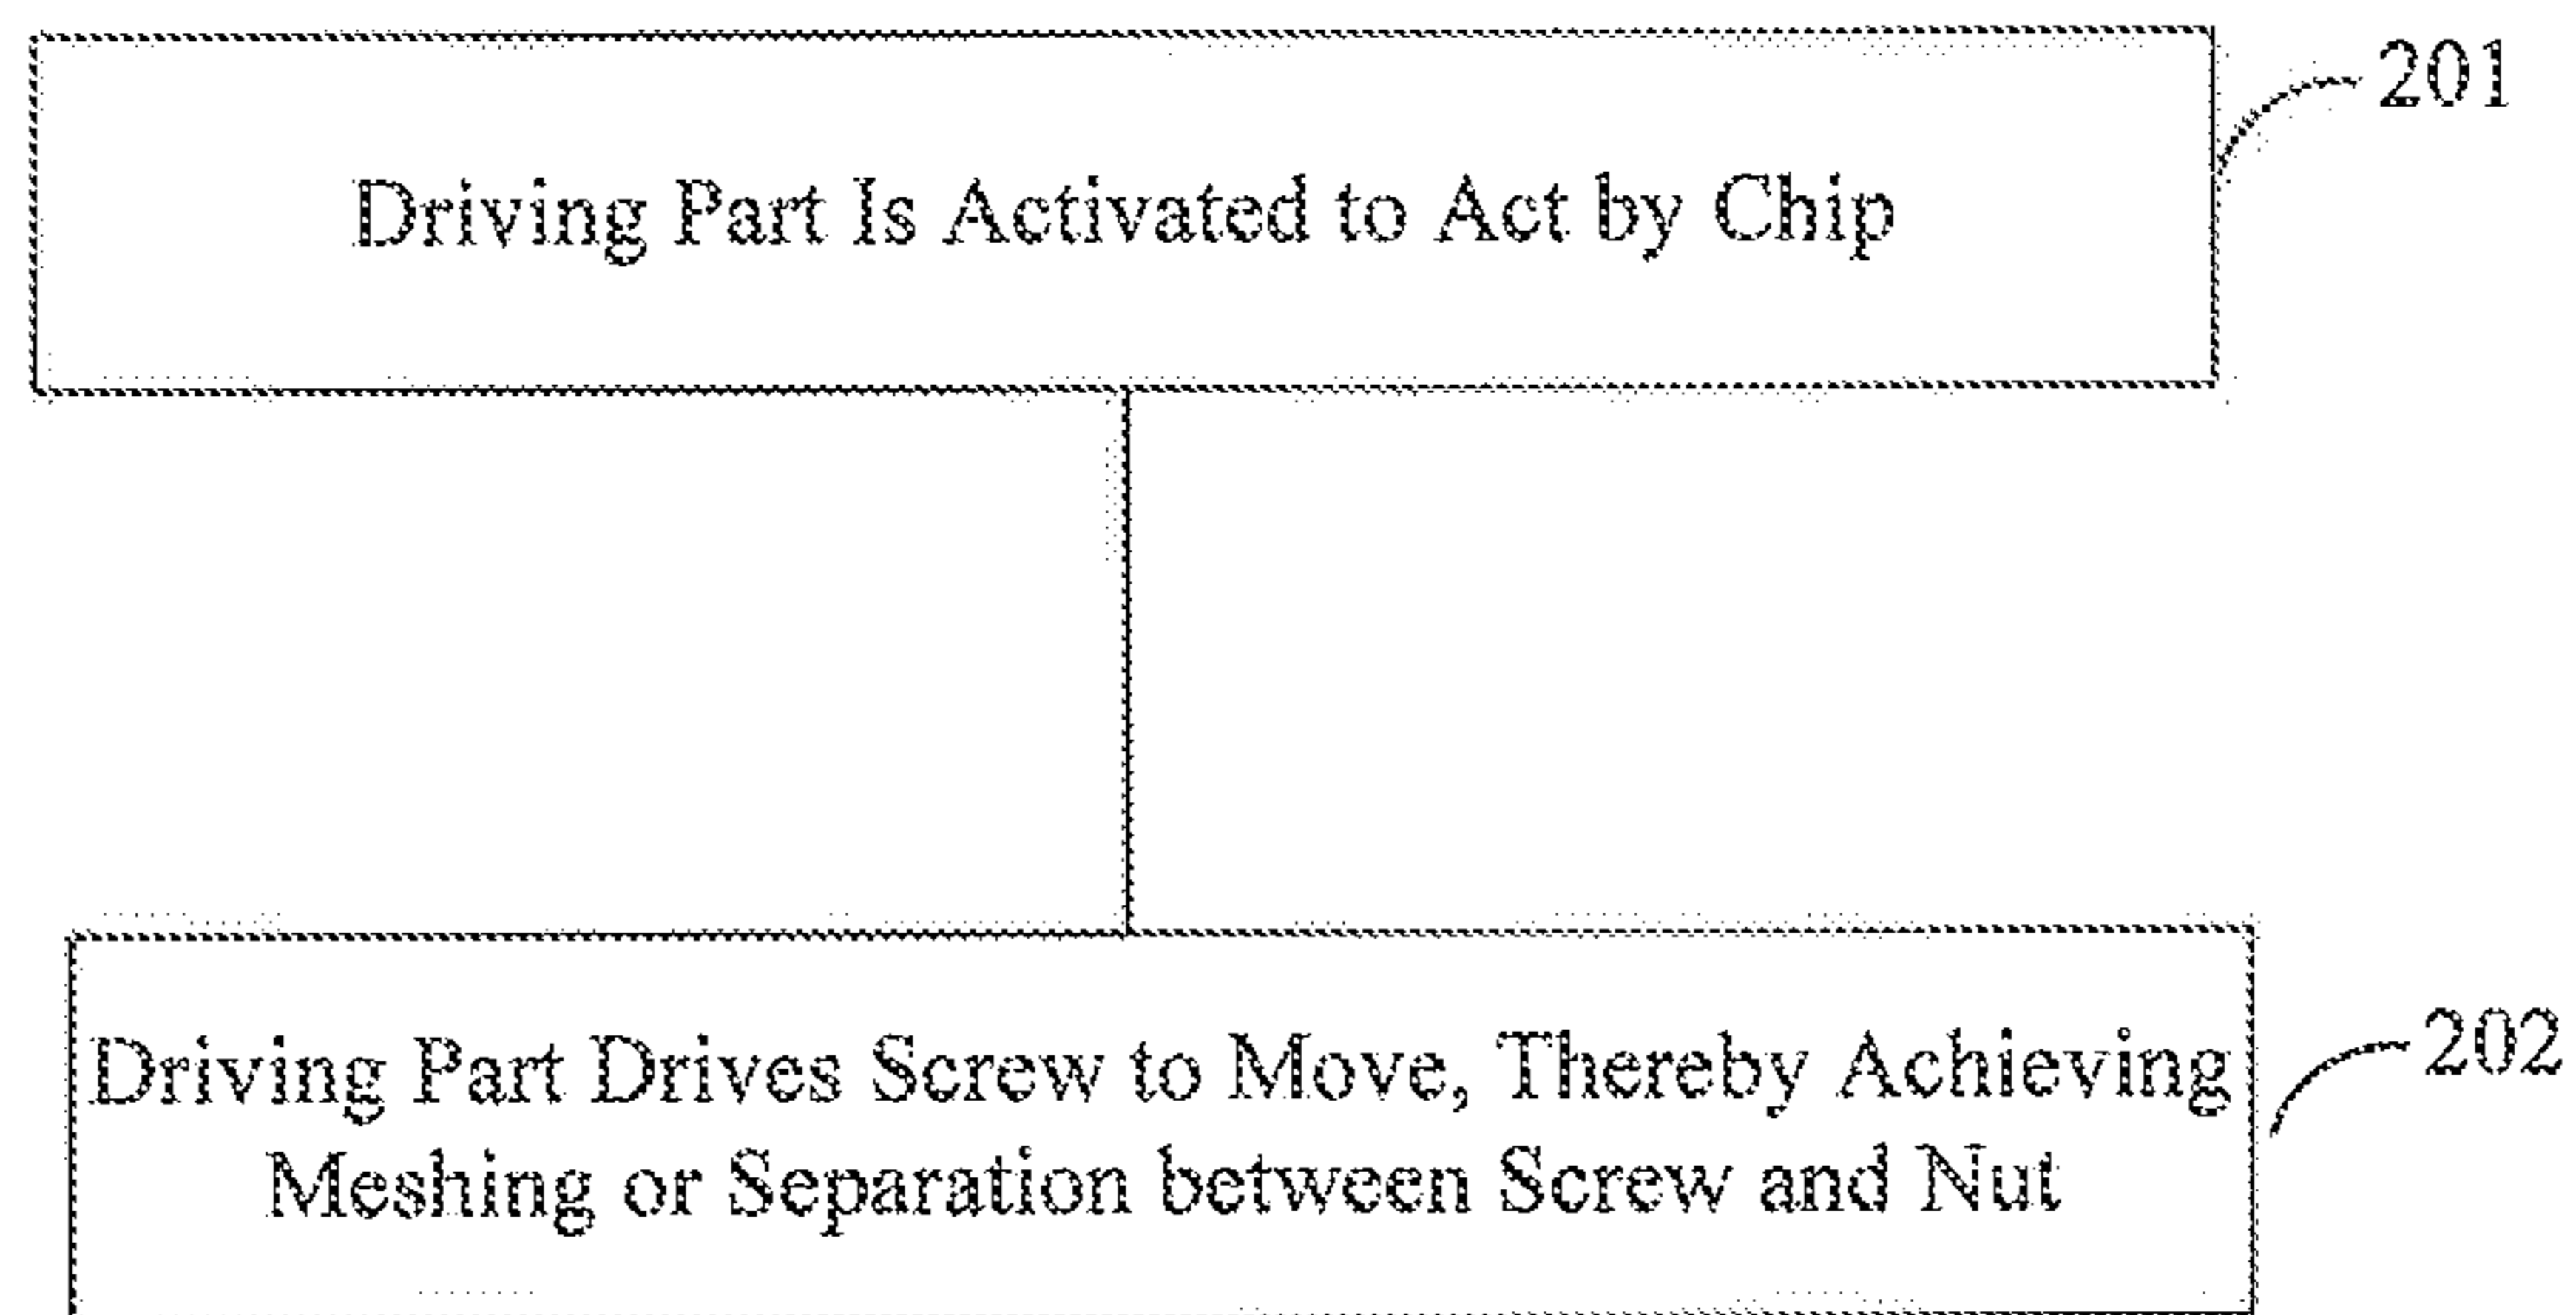 201
Driving Part Is Activated to Act by Chip
Driving Part Drives Screw to Move, Thereby Achieving
Meshing or Separation between Screw and Nut
202